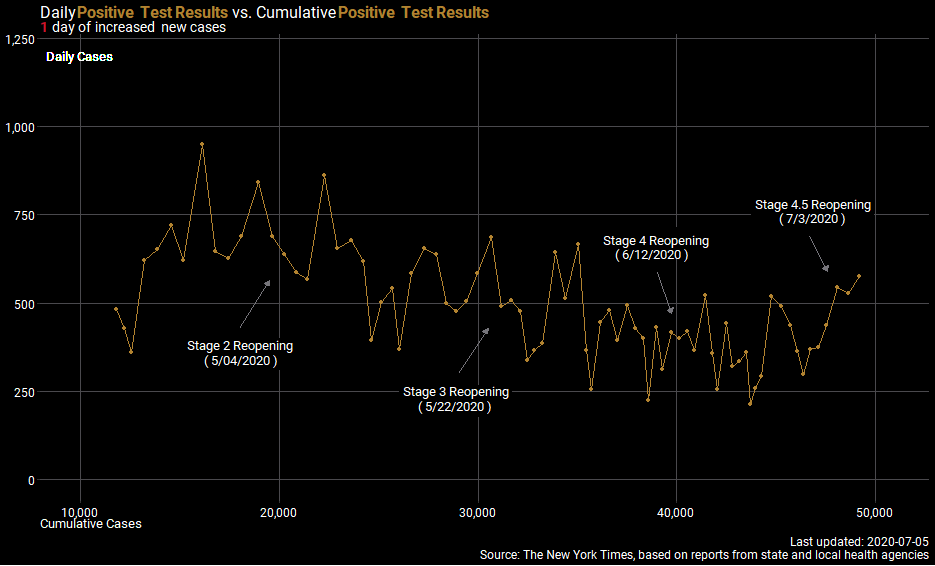 Daily Positive Test Results vs. Cumulative Positive Test Results
1 day of increased new cases
1,250
Daily Cases
1,000
750
Stage 4.5 Reopening
( 7/3/2020 )
Stage 4 Reopening
( 6/12/2020 )
500
Stage 2 Reopening
( 5/04/2020 )
250
Stage 3 Reopening
( 5/22/2020 )
0
10,000 20,000 30,000 40,000 50,000
Cumulative Cases
Last updated: 2020-07-05
Source: The New York Times, based on reports from state and local health agencies